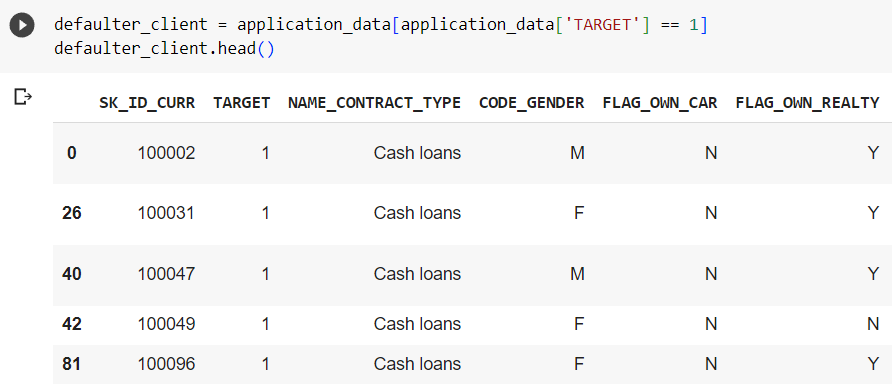 defaulter_client = application_data[application_data['TARGET'] == 1]
defaulter_client.head()
SK_ID_CURR TARGET NAME_CONTRACT_TYPE CODE_GENDER FLAG_OWN_CAR FLAG_OWN_REALTY
0 100002 1 Cash loans M N Y
26 100031 1 Cash loans F N Y
40 100047 1 Cash loans M N Y
42 100049 1 Cash loans F N N
81 100096 1 Cash loans F N Y